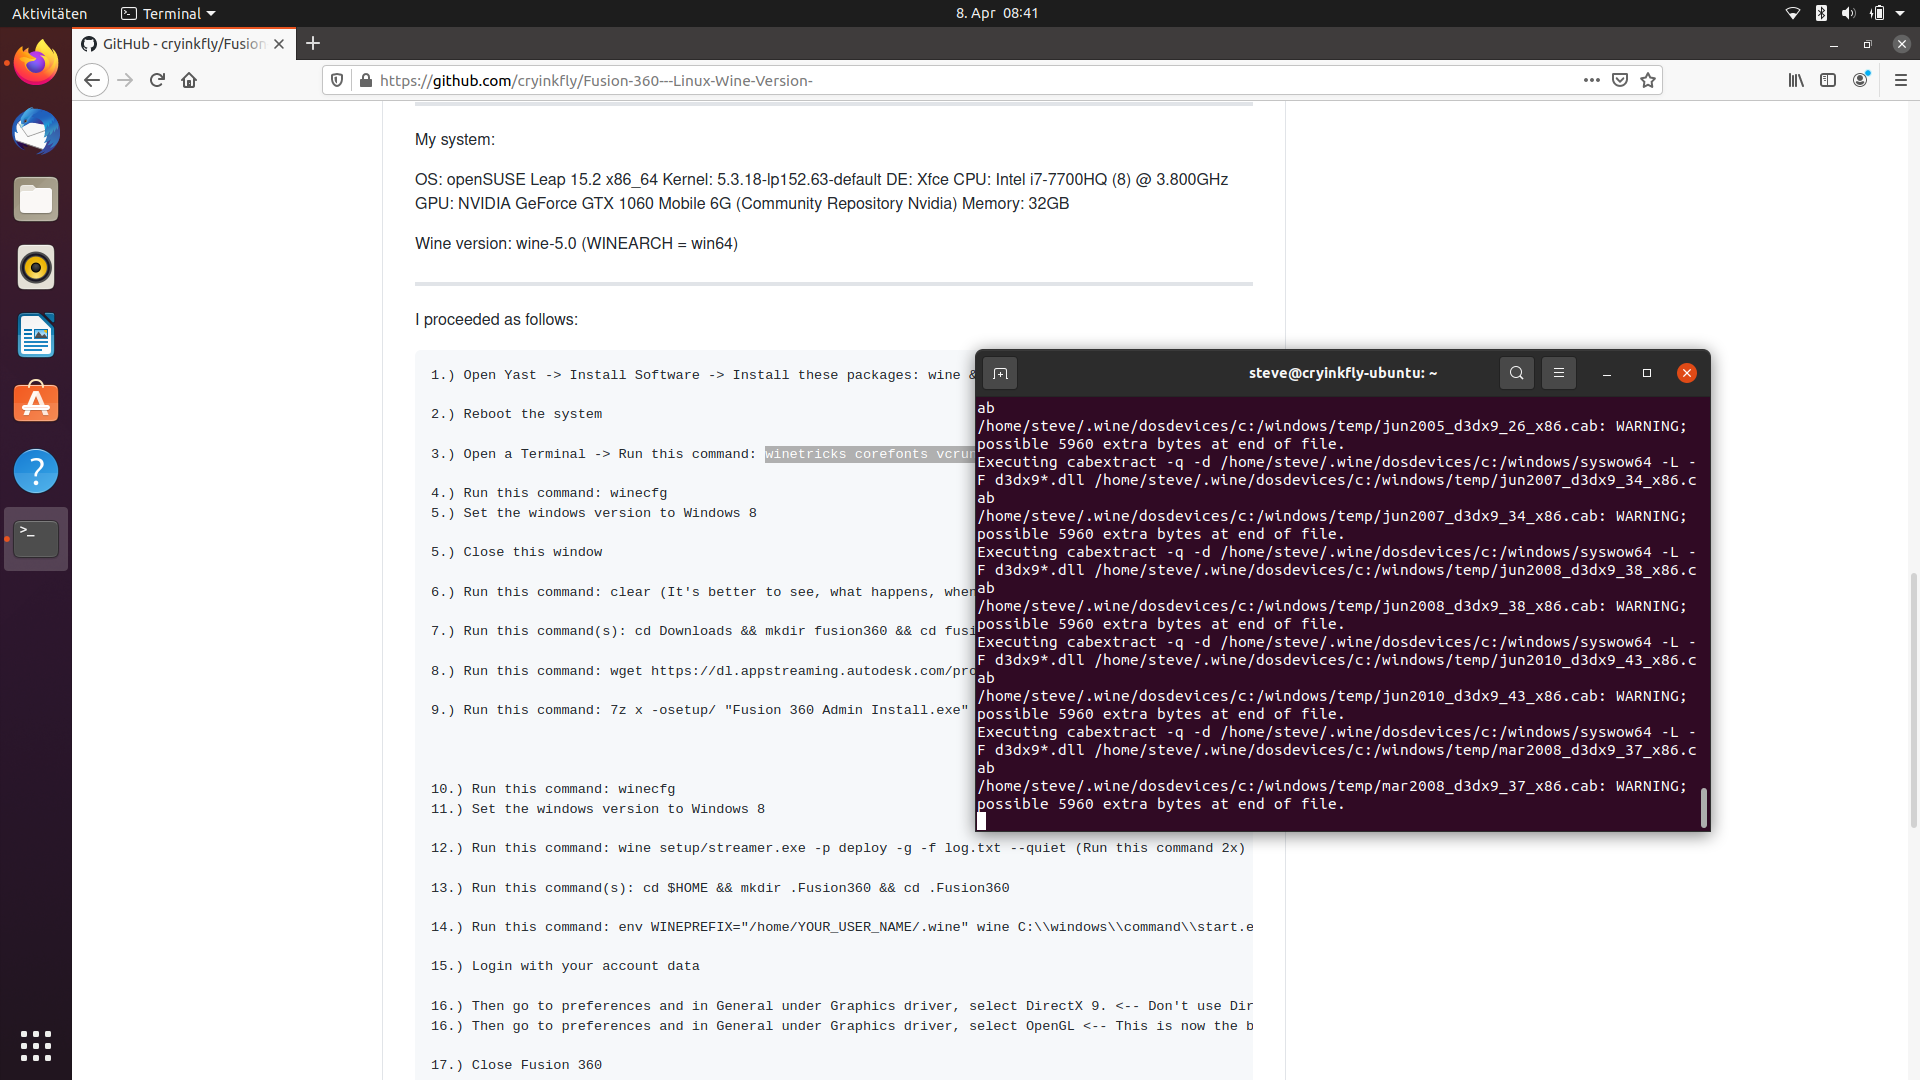 Aktivitäten
Terminal
8. Apr 08:41
GitHub - cryinkfly/Fusion
https://github.com/cryinkfly/Fusion-360---Linux-Wine-Version-
My system:
OS: openSUSE Leap 15.2 x86_64 Kernel: 5.3.18-lp152.63-default DE: Xfce CPU: Intel i7-7700HQ (8) @ 3.800GHz
GPU: NVIDIA GeForce GTX 1060 Mobile 6G (Community Repository Nvidia) Memory: 32GB
Wine version: wine-5.0 (WINEARCH = win64)
I proceeded as follows:
1.) Open Yast -> Install Software -> Install these packages: wine &
2.) Reboot the system
3.) Open a Terminal -> Run this command: winetricks corefonts vcrun
4.) Run this command: winecfg
5.) Set the windows version to Windows 8
5.) Close this window
6.) Run this command: clear (It's better to see, what happens, when
7.) Run this command(s): cd Downloads && mkdir fusion360 && cd fusi
8.) Run this command: wget https://dl.appstreaming.autodesk.com/pro
9.) Run this command: 7z x -osetup/ "Fusion 360 Admin Install.exe"
10.) Run this command: winecfg
11.) Set the windows version to Windows 8
12.) Run this command: wine setup/streamer.exe -p deploy -g -f log.txt --quiet (Run this command 2x)
13.) Run this command(s): cd $HOME && mkdir .Fusion360 && cd .Fusion360
14.) Run this command: env WINEPREFIX="/home/YOUR_USER_NAME/.wine" wine C:\\windows\\command\\start.e
15.) Login with your account data
16.) Then go to preferences and in General under Graphics driver, select DirectX 9. <-- Don't use Dir
16.) Then go to preferences and in General under Graphics driver, select OpenGL <-- This is now the b
17.) Close Fusion 360
steve@cryinkfly-ubuntu: ~
ab
/home/steve/.wine/dosdevices/c:/windows/temp/jun2005_d3dx9_26_x86.cab: WARNING;
possible 5960 extra bytes at end of file.
Executing cabextract -q -d /home/steve/.wine/dosdevices/c:/windows/syswow64 -L -
F d3dx9*.dll /home/steve/.wine/dosdevices/c:/windows/temp/jun2007_d3dx9_34_x86.c
ab
/home/steve/.wine/dosdevices/c:/windows/temp/jun2007_d3dx9_34_x86.cab: WARNING;
possible 5960 extra bytes at end of file.
Executing cabextract -q -d /home/steve/.wine/dosdevices/c:/windows/syswow64 -L -
F d3dx9*.dll /home/steve/.wine/dosdevices/c:/windows/temp/jun2008_d3dx9_38_x86.c
ab
/home/steve/.wine/dosdevices/c:/windows/temp/jun2008_d3dx9_38_x86.cab: WARNING;
possible 5960 extra bytes at end of file.
Executing cabextract -q -d /home/steve/.wine/dosdevices/c:/windows/syswow64 -L -
F d3dx9*.dll /home/steve/.wine/dosdevices/c:/windows/temp/jun2010_d3dx9_43_x86.c
ab
/home/steve/.wine/dosdevices/c:/windows/temp/jun2010_d3dx9_43_x86.cab: WARNING;
possible 5960 extra bytes at end of file.
Executing cabextract -q -d /home/steve/.wine/dosdevices/c:/windows/syswow64 -L -
F d3dx9*.dll /home/steve/.wine/dosdevices/c:/windows/temp/mar2008_d3dx9_37_x86.c
ab
/home/steve/.wine/dosdevices/c:/windows/temp/mar2008_d3dx9_37_x86.cab: WARNING;
possible 5960 extra bytes at end of file.